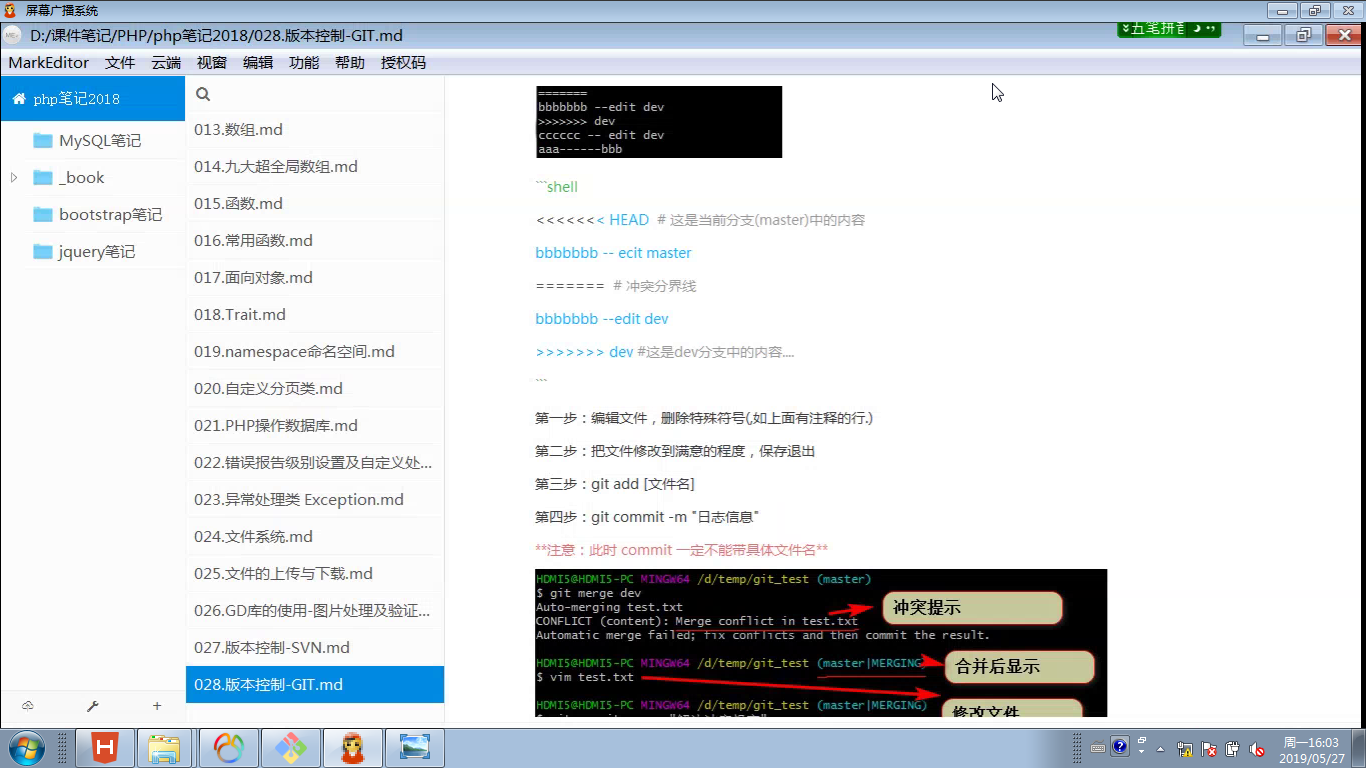 屏幕广播系统
D:/课件笔记/PHP/php笔记2018/028.版本控制-GIT.md
五笔拼音
MarkEditor 文件 云端 视窗 编辑 功能 帮助 授权码
php笔记2018
MySQL笔记
_book
bootstrap笔记
jquery笔记
013.数组.md
014.九大超全局数组.md
015.函数.md
016.常用函数.md
017.面向对象.md
018.Trait.md
019.namespace命名空间.md
020.自定义分页类.md
021.PHP操作数据库.md
022.错误报告级别设置及自定义处...
023.异常处理类 Exception.md
024.文件系统.md
025.文件的上传与下载.md
026.GD库的使用-图片处理及验证...
027.版本控制-SVN.md
028.版本控制-GIT.md
=======
bbbbbbb --edit dev
>>>>>>> dev
cccccc -- edit dev
aaa------bbb
```shell
<<<<<<< HEAD # 这是当前分支(master)中的内容
bbbbbbb -- ecit master
======= # 冲突分界线
bbbbbbb --edit dev
>>>>>>> dev #这是dev分支中的内容....
```
第一步：编辑文件，删除特殊符号(,如上面有注释的行.)
第二步：把文件修改到满意的程度，保存退出
第三步：git add [文件名]
第四步：git commit -m "日志信息"
**注意：此时 commit 一定不能带具体文件名**
HDMI5@HDMI5-PC MINGW64 /d/temp/git_test (master)
$ git merge dev
Auto-merging test.txt
CONFLICT (content): Merge conflict in test.txt
Automatic merge failed; fix conflicts and then commit the result.
冲突提示
HDMI5@HDMI5-PC MINGW64 /d/temp/git_test (master|MERGING)
$ vim test.txt
合并后显示
HDMI5@HDMI5-PC MINGW64 /d/temp/git_test (master|MERGING)
修改文件
周一16:03
2019/05/27